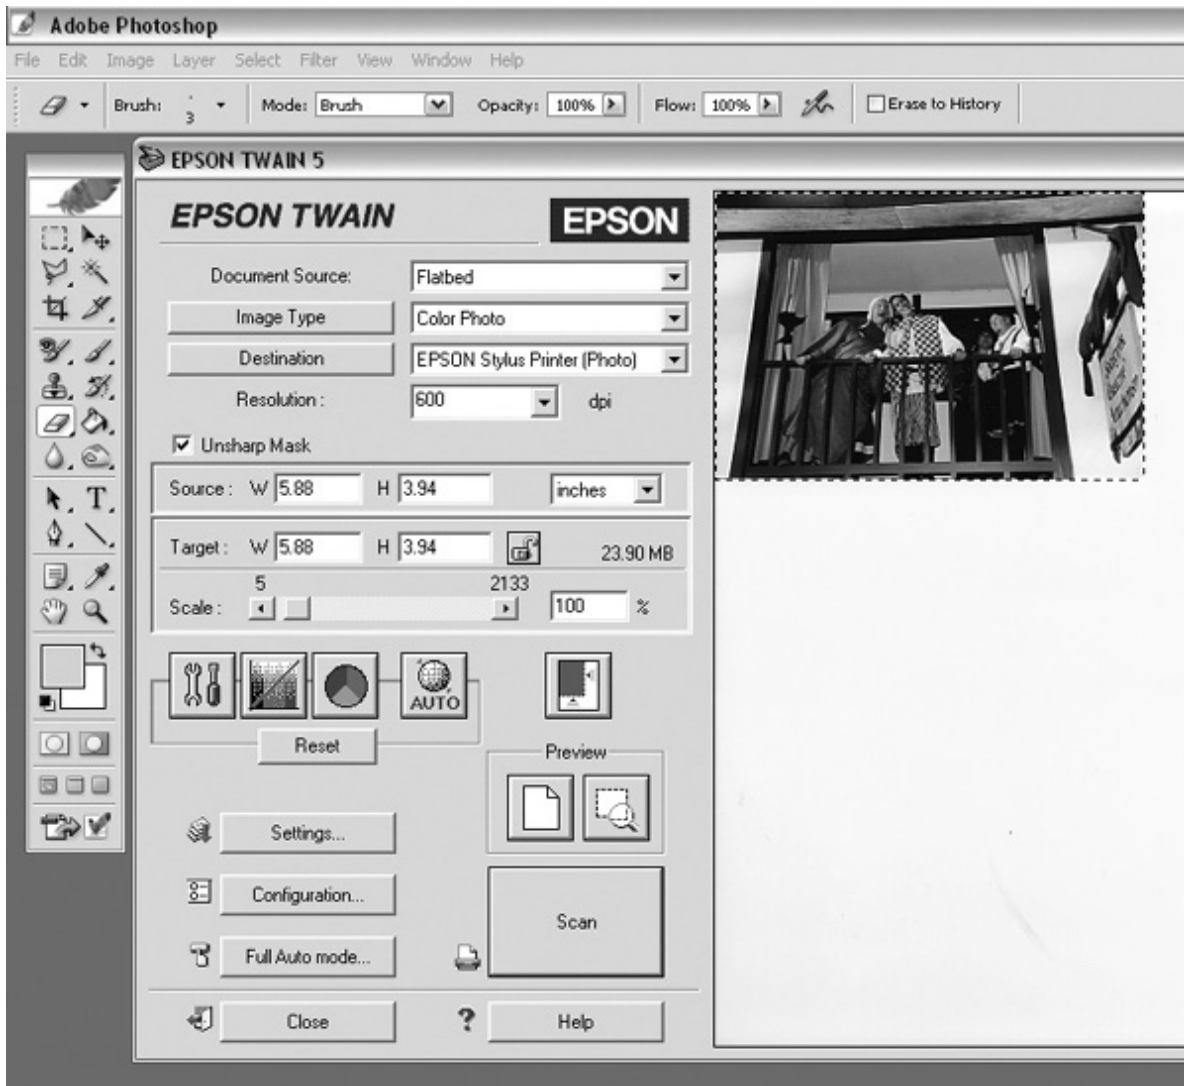 Adobe Photoshop
File Edit Image Layer Select Filter View Window Help
Brush: 3 Mode: Brush Opacity: 100% Flow: 100% Erase to History
EPSON TWAIN 5
EPSON TWAIN EPSON
Document Source: Flatbed
Image Type Color Photo
Destination EPSON Stylus Printer (Photo)
Resolution : 600 dpi
Unsharp Mask
Source : W 5.88 H 3.94 inches
Target : W 5.88 H 3.94 23.90 MB
5 2133
Scale : 100 %
AUTO
Reset
Preview
Settings...
Configuration...
Scan
Full Auto mode...
Close ? Help
T